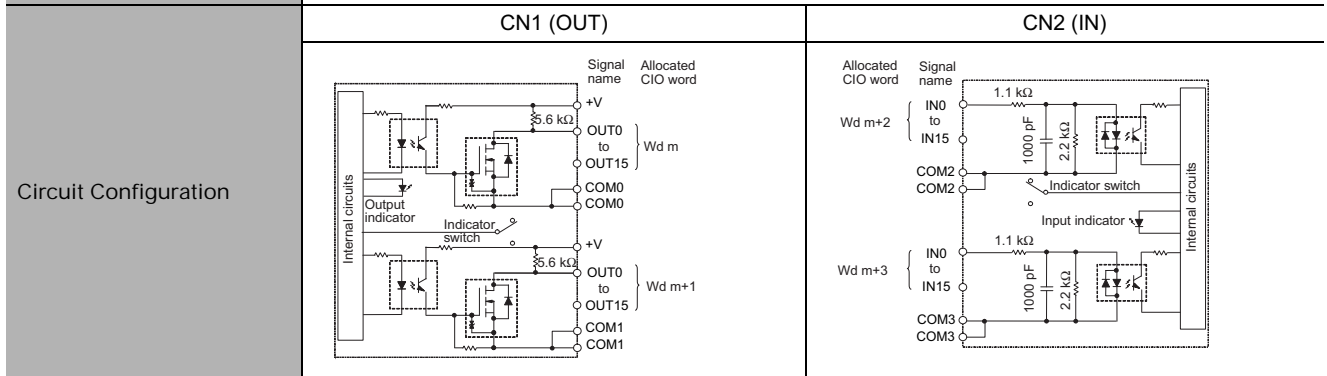 CN1 (OUT)
CN2 (IN)
Circuit Configuration
Signal name
Allocated CIO word
Internal circuits
Output indicator
Indicator switch
+V
5.6 kΩ
OUT0
to
OUT15
Wd m
COM0
COM0
+V
5.6 kΩ
OUT0
to
OUT15
Wd m+1
COM1
COM1
Allocated CIO word
Signal name
Wd m+2
IN0
to
IN15
COM2
COM2
1.1 kΩ
1000 pF
2.2 kΩ
Indicator switch
Input indicator
Internal circuits
Wd m+3
IN0
to
IN15
COM3
COM3
1.1 kΩ
1000 pF
2.2 kΩ